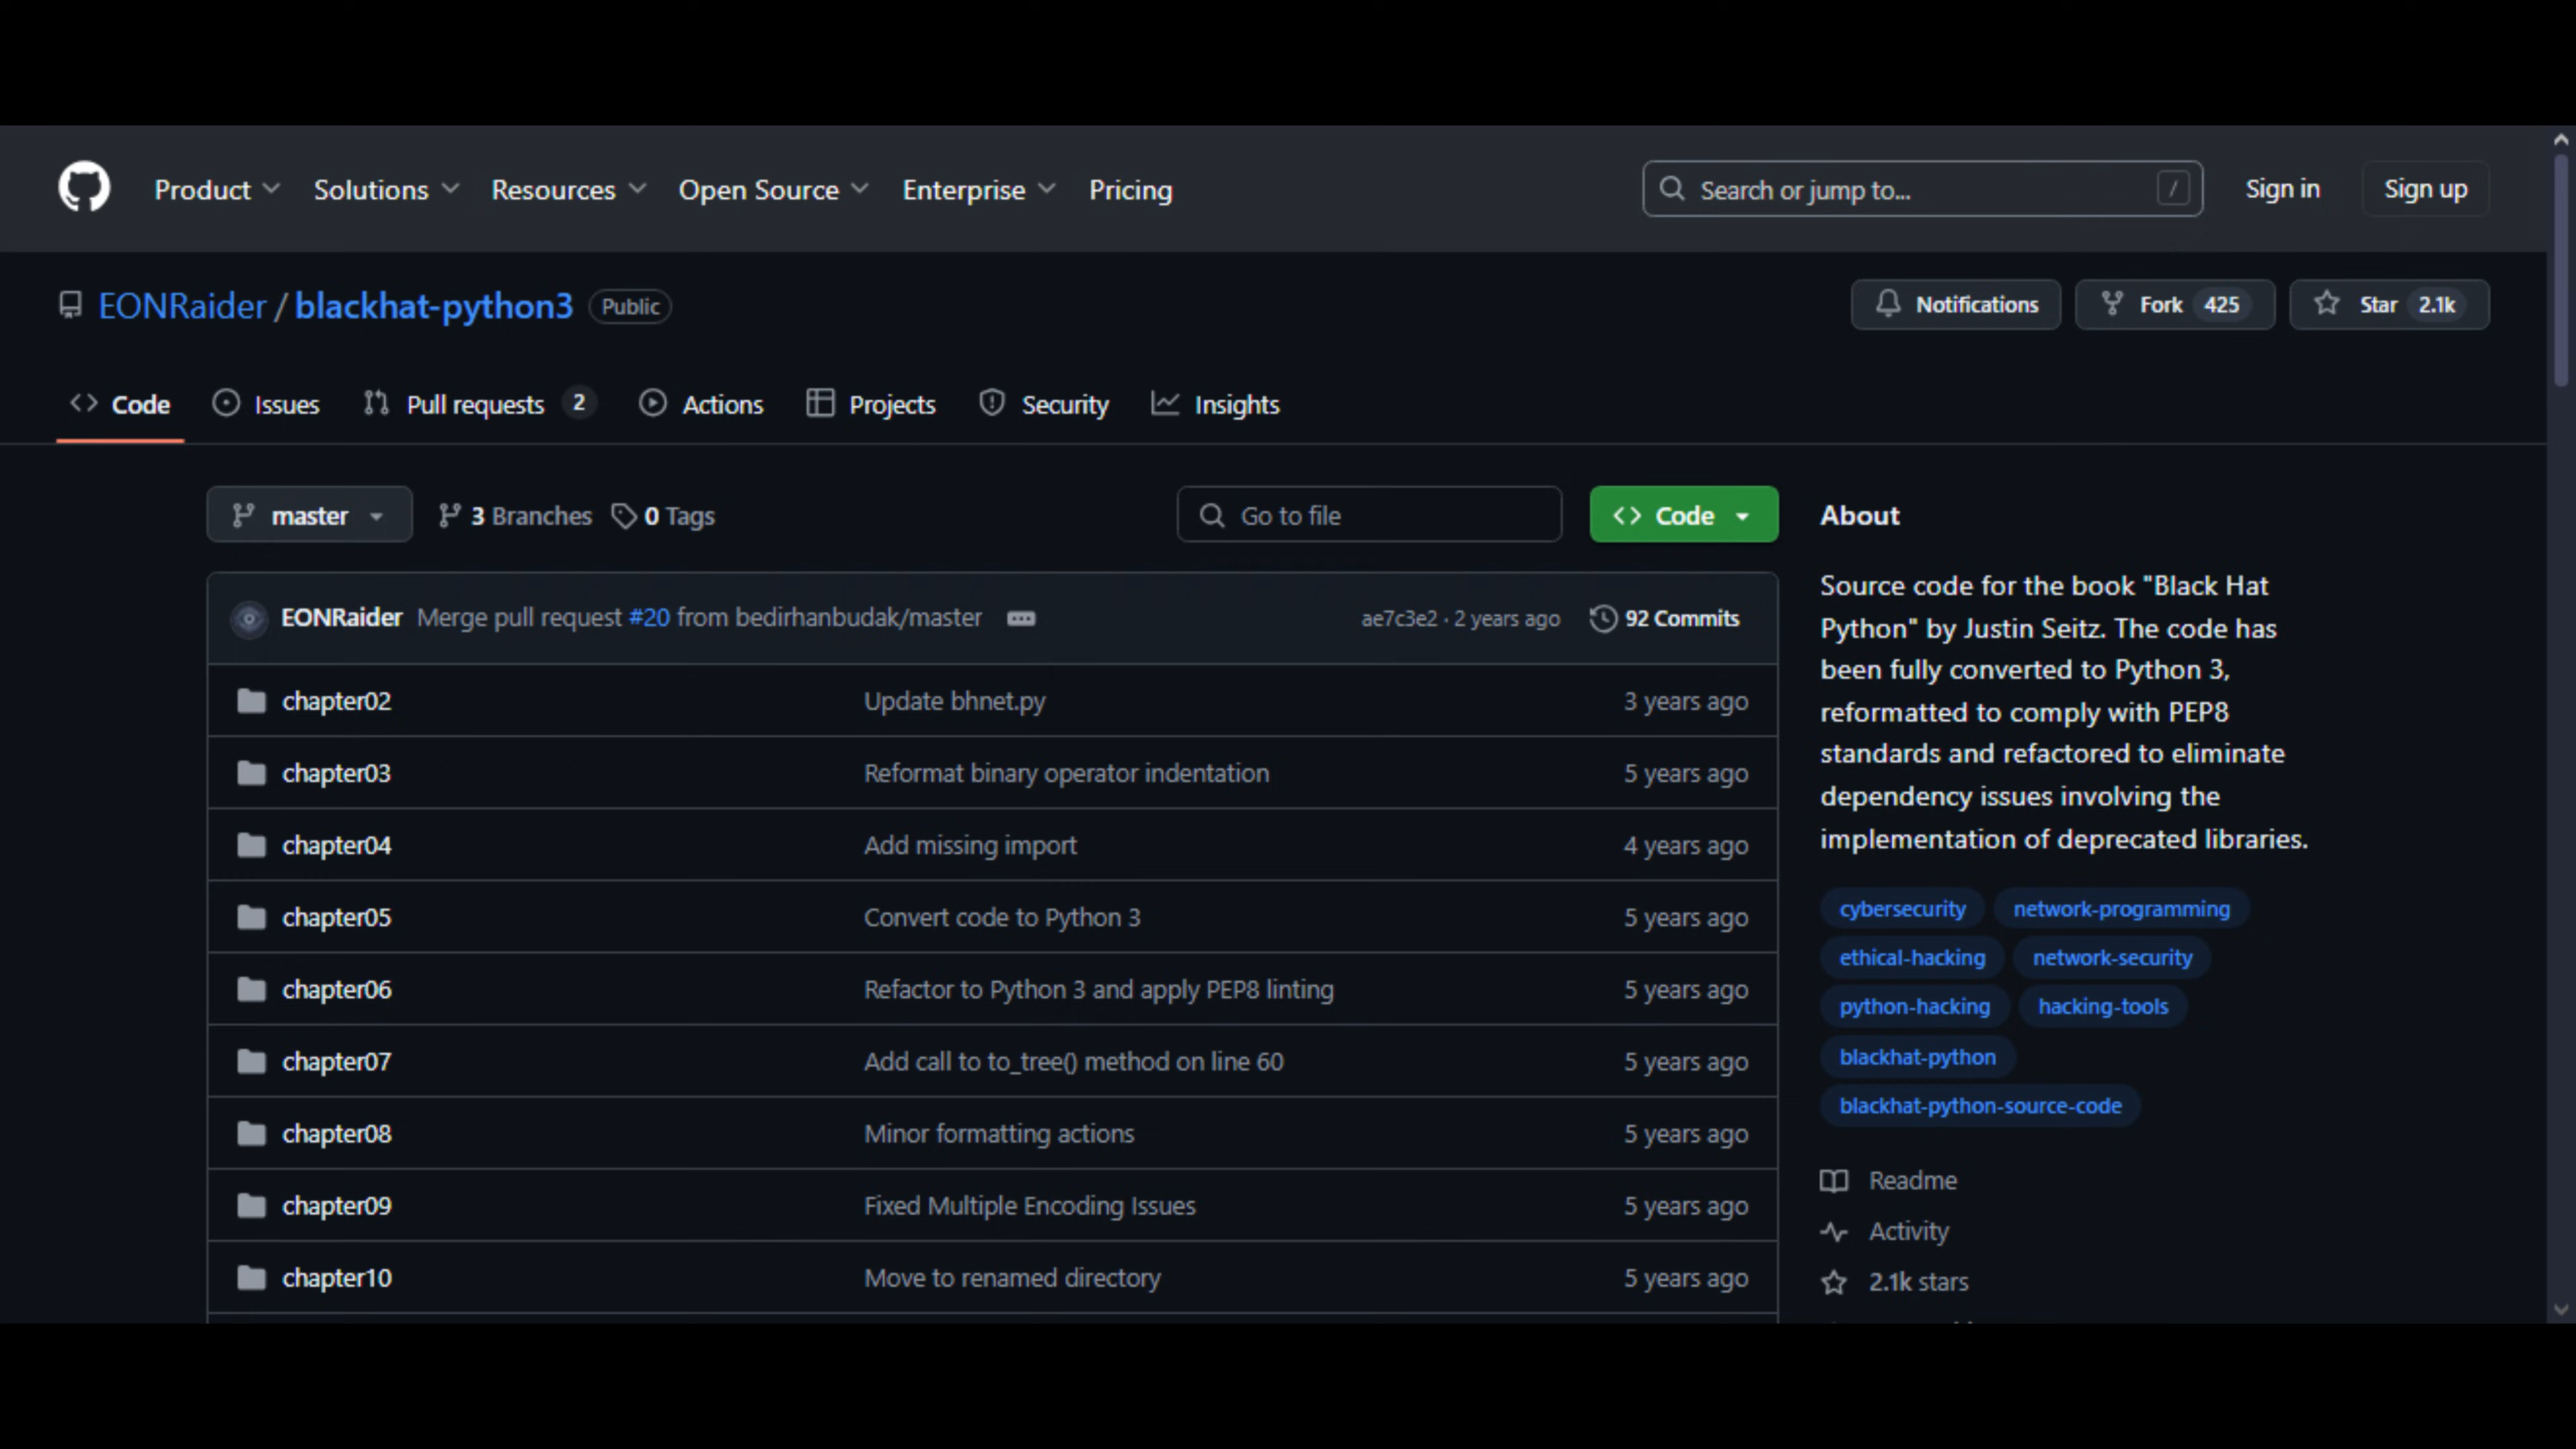 Product Solutions Resources Open Source Enterprise Pricing Search or jump to... / Sign in Sign up
EONRaider / blackhat-python3 Public Notifications Fork 425 Star 2.1k
Code Issues Pull requests 2 Actions Projects Security Insights
master 3 Branches 0 Tags Go to file Code
EONRaider Merge pull request #20 from bedirhanbudak/master ae7c3e2 · 2 years ago 92 Commits
chapter02 Update bhnet.py 3 years ago
chapter03 Reformat binary operator indentation 5 years ago
chapter04 Add missing import 4 years ago
chapter05 Convert code to Python 3 5 years ago
chapter06 Refactor to Python 3 and apply PEP8 linting 5 years ago
chapter07 Add call to to_tree() method on line 60 5 years ago
chapter08 Minor formatting actions 5 years ago
chapter09 Fixed Multiple Encoding Issues 5 years ago
chapter10 Move to renamed directory 5 years ago
About
Source code for the book "Black Hat
Python" by Justin Seitz. The code has
been fully converted to Python 3,
reformatted to comply with PEP8
standards and refactored to eliminate
dependency issues involving the
implementation of deprecated libraries.
cybersecurity network-programming
ethical-hacking network-security
python-hacking hacking-tools
blackhat-python
blackhat-python-source-code
Readme
Activity
2.1k stars